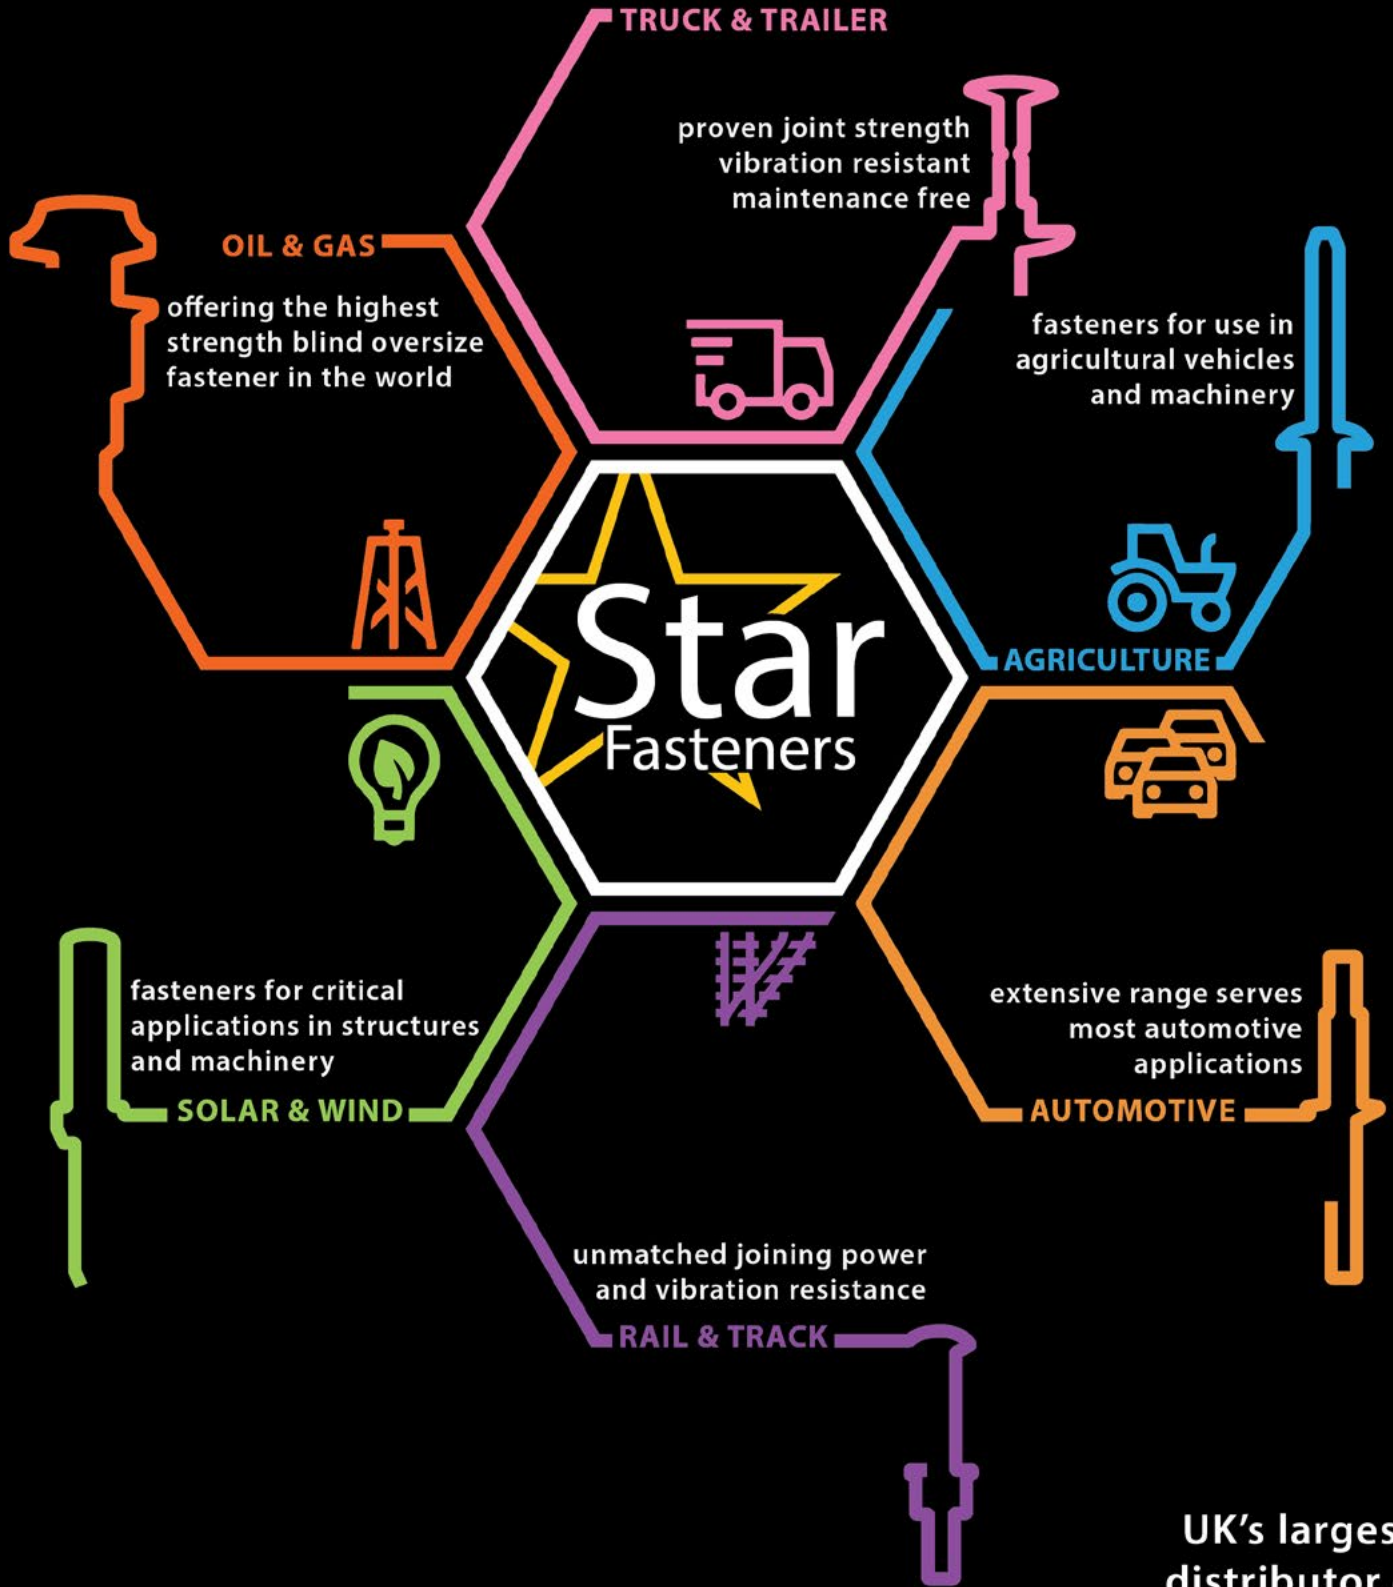 TRUCK & TRAILER
proven joint strength
vibration resistant
maintenance free
OIL & GAS
offering the highest
strength blind oversize
fastener in the world
fasteners for use in
agricultural vehicles
and machinery
AGRICULTURE
Star
Fasteners
fasteners for critical
applications in structures
and machinery
SOLAR & WIND
extensive range serves
most automotive
applications
AUTOMOTIVE
unmatched joining power
and vibration resistance
RAIL & TRACK
UK's larges
distributor